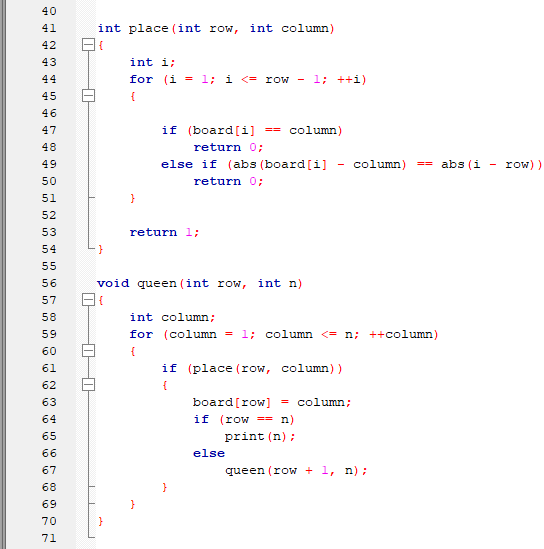 40
41 int place(int row, int column)
42 {
43 int i;
44 for (i = 1; i <= row - 1; ++i)
45 {
46
47 if (board[i] == column)
48 return 0;
49 else if (abs(board[i] - column) == abs(i - row))
50 return 0;
51 }
52
53 return 1;
54 }
55
56 void queen(int row, int n)
57 {
58 int column;
59 for (column = 1; column <= n; ++column)
60 {
61 if (place(row, column))
62 {
63 board[row] = column;
64 if (row == n)
65 print(n);
66 else
67 queen(row + 1, n);
68 }
69 }
70 }
71